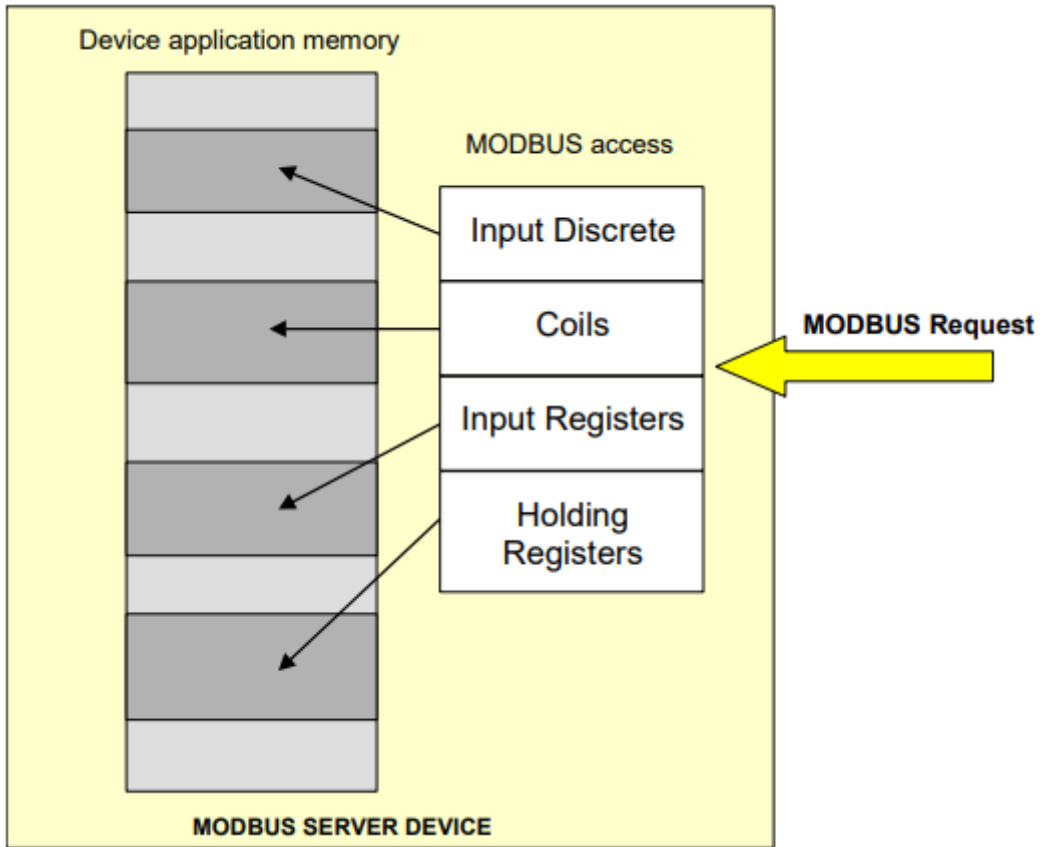 Device application memory
MODBUS access
Input Discrete
Coils
MODBUS Request
Input Registers
Holding
Registers
MODBUS SERVER DEVICE